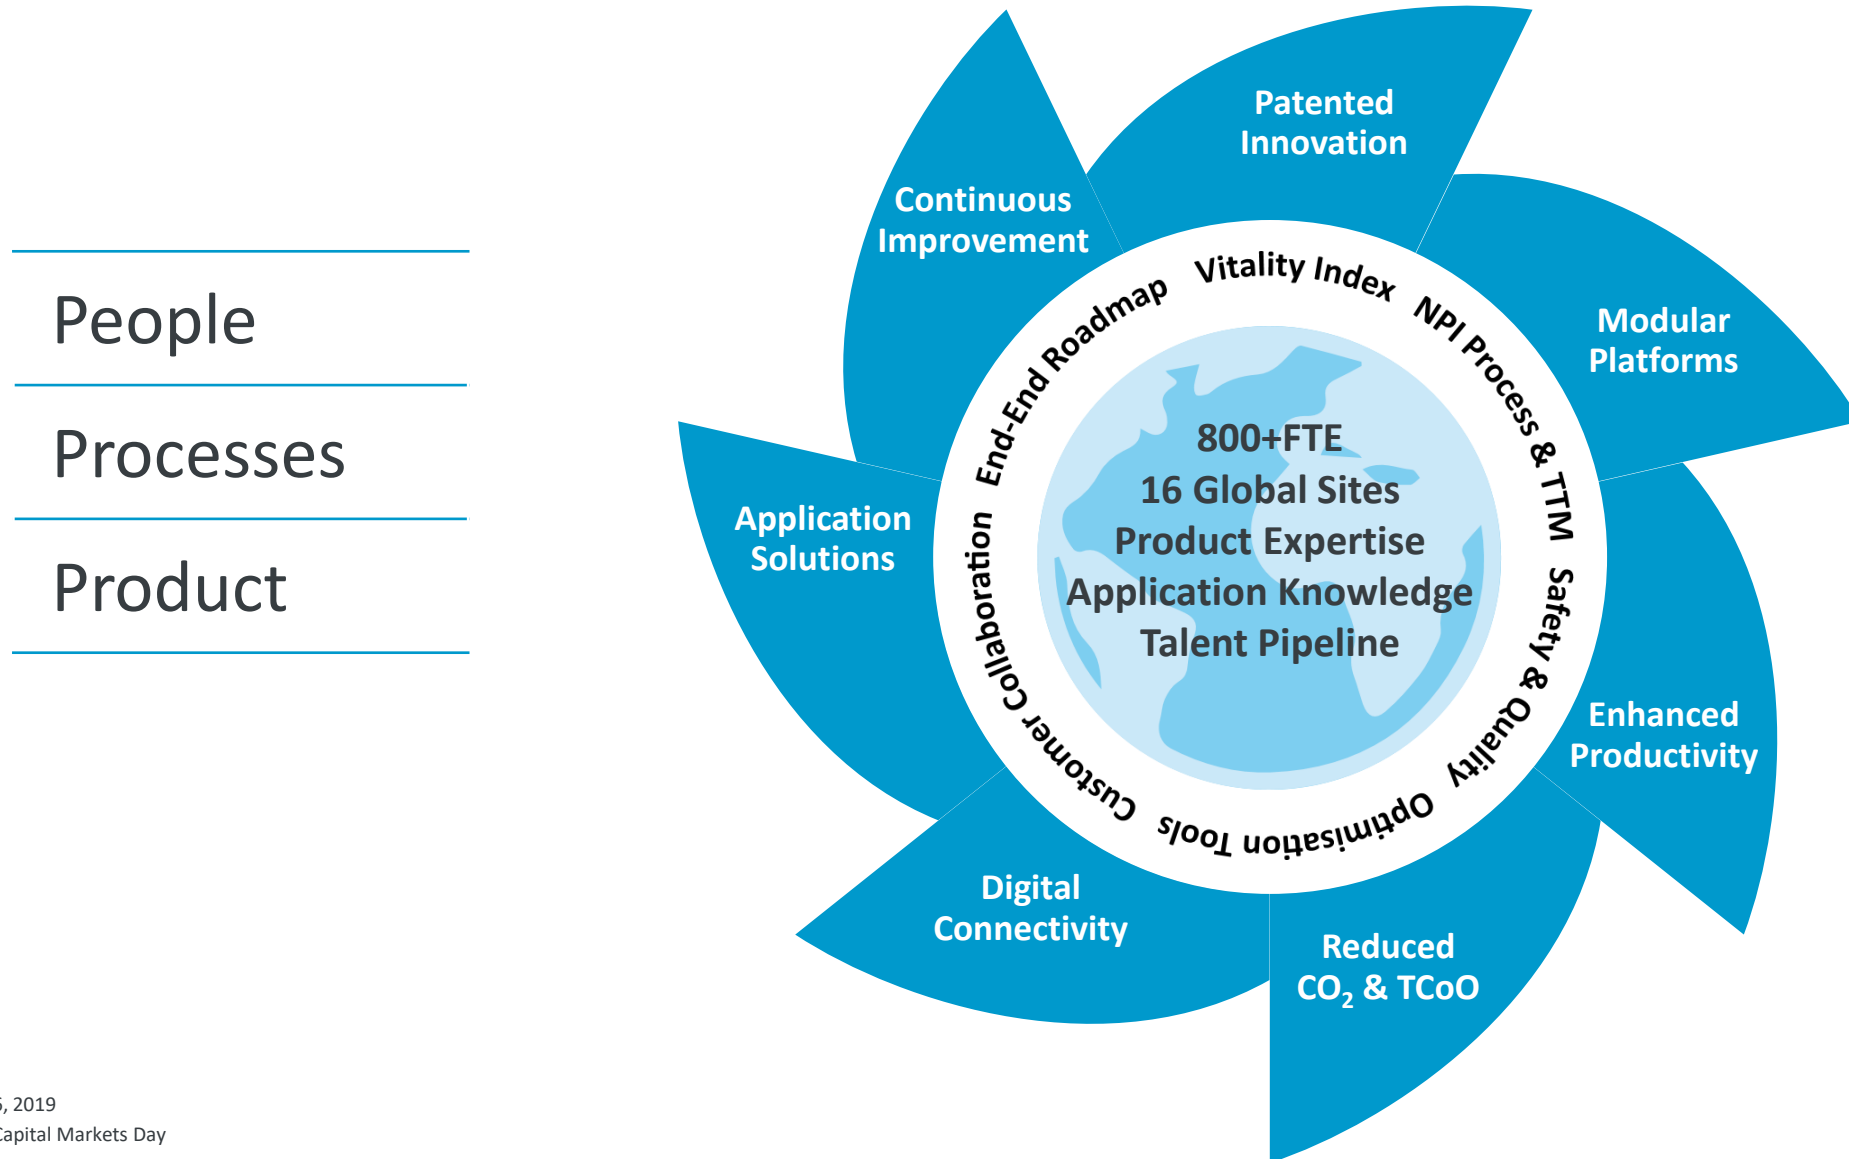 People
Processes
Product
Patented
Innovation
Modular
Platforms
Enhanced
Productivity
Reduced
CO₂ & TCoO
Digital
Connectivity
Application
Solutions
Continuous
Improvement
Vitality Index
NPI Process & TTM
Safety & Quality
Optimisation Tools
Customer Collaboration
End-End Roadmap
800+FTE
16 Global Sites
Product Expertise
Application Knowledge
Talent Pipeline
, 2019
Capital Markets Day